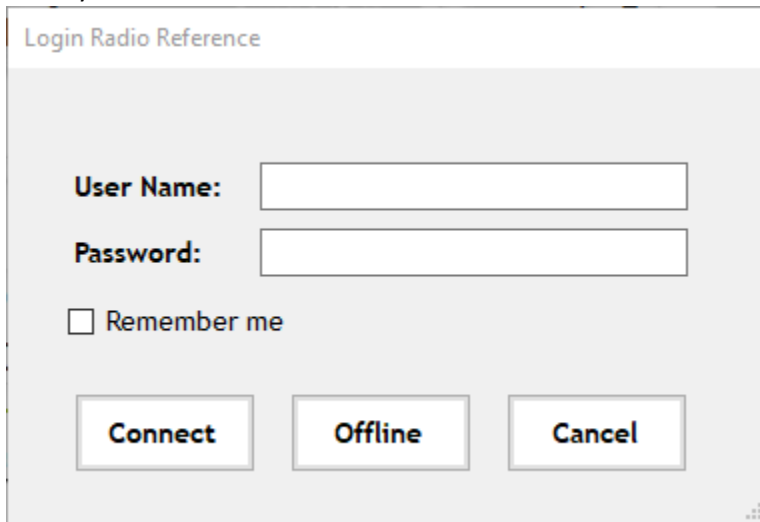 Login Radio Reference
User Name:
Password:
Remember me
Connect Offline Cancel